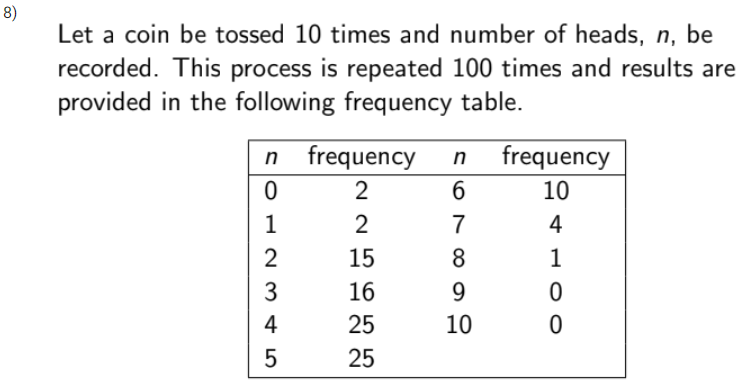 8)
Let a coin be tossed 10 times and number of heads, n, be
recorded. This process is repeated 100 times and results are
provided in the following frequency table.
n frequency n frequency
0 2 6 10
1 2 7 4
2 15 8 1
3 16 9 0
4 25 10 0
5 25